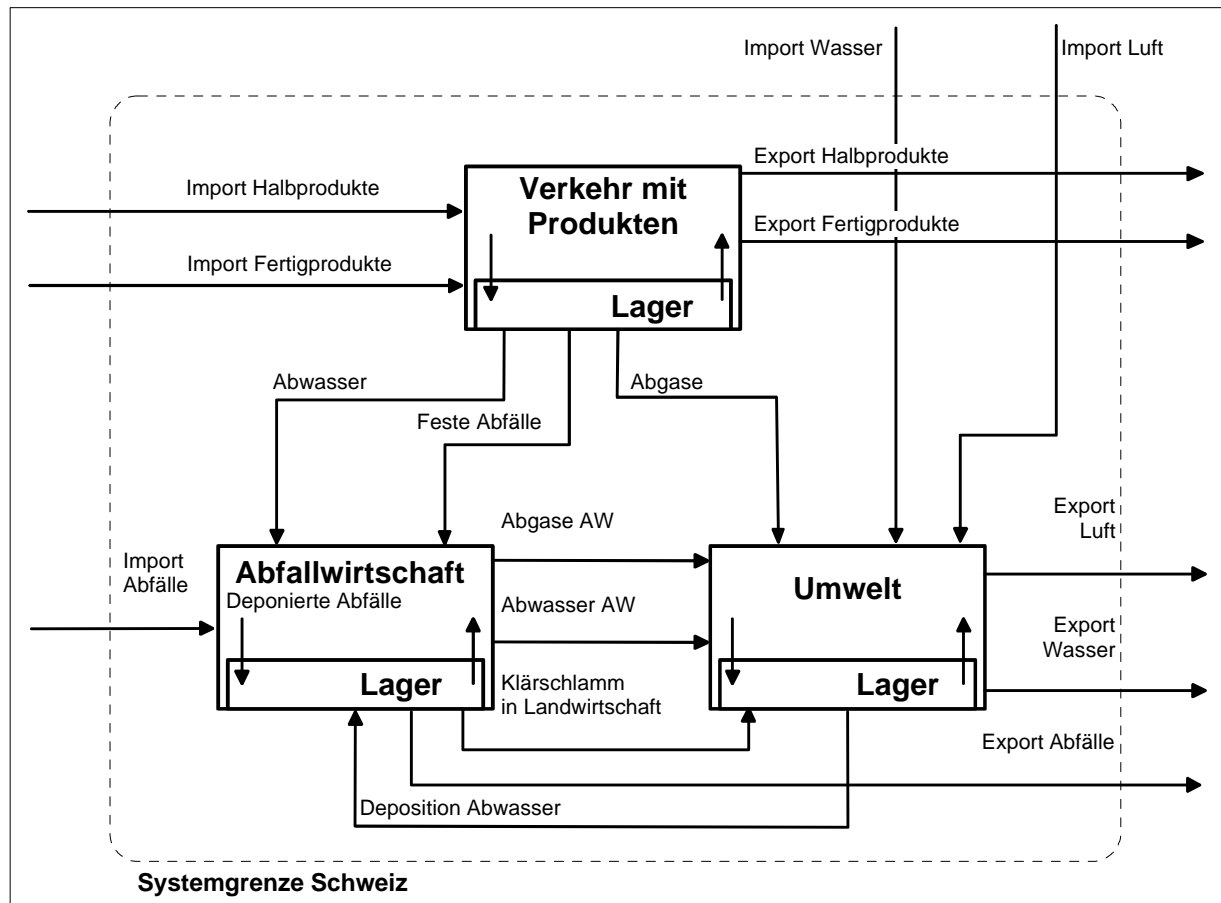 Import Wasser
Import Luft
Export Halbprodukte
Import Halbprodukte
Verkehr mit
Produkten
Export Fertigprodukte
Import Fertigprodukte
Lager
Abwasser
Abgase
Feste Abfälle
Export
Luft
Abgase AW
Import
Abfälle
Abfallwirtschaft
Deponierte Abfälle
Umwelt
Abwasser AW
Export
Wasser
Lager
Klärschlamm
in Landwirtschaft
Lager
Export Abfälle
Deposition Abwasser
Systemgrenze Schweiz